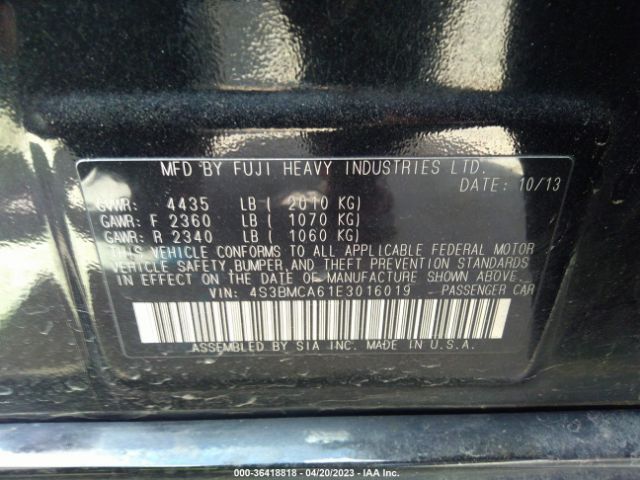 MFD BY FUJI HEAVY INDUSTRIES LTD.
DATE: 10/13
GVWR: 4435 LB ( 2010 KG)
GAWR: F 2360 LB ( 1070 KG)
GAWR: R 2340 LB ( 1060 KG)
THIS VEHICLE CONFORMS TO ALL APPLICABLE FEDERAL MOTOR
VEHICLE SAFETY, BUMPER, AND THEFT PREVENTION STANDARDS
IN EFFECT ON THE DATE OF MANUFACTURE SHOWN ABOVE.
VIN: 4S3BMCA61E3016019 PASSENGER CAR
ASSEMBLED BY SIA INC. MADE IN U.S.A.
000-36418818 - 04/20/2023 - IAA Inc.